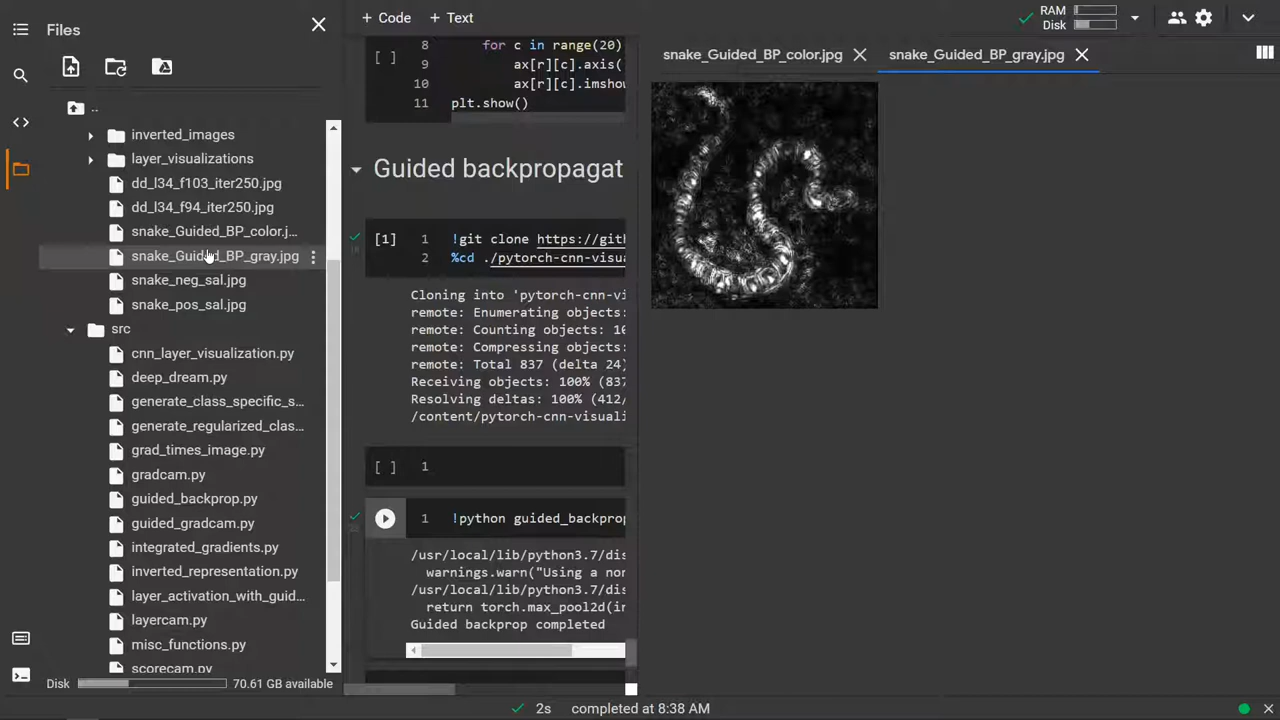 Files
..
inverted_images
layer_visualizations
dd_l34_f103_iter250.jpg
dd_l34_f94_iter250.jpg
snake_Guided_BP_color.j...
snake_Guided_BP_gray.jpg
snake_neg_sal.jpg
snake_pos_sal.jpg
src
cnn_layer_visualization.py
deep_dream.py
generate_class_specific_s...
generate_regularized_clas...
grad_times_image.py
gradcam.py
guided_backprop.py
guided_gradcam.py
integrated_gradients.py
inverted_representation.py
layer_activation_with_guid...
layercam.py
misc_functions.py
scorecam.py
Disk 70.61 GB available
+ Code + Text
[ ] 8 for c in range(20)
9 ax[r][c].axis(
10 ax[r][c].imshow
11 plt.show()
Guided backpropagat
[1] 1 !git clone https://gith
2 %cd ./pytorch-cnn-visua
Cloning into 'pytorch-cnn-vi
remote: Enumerating objects:
remote: Counting objects: 10
remote: Compressing objects:
remote: Total 837 (delta 24)
Receiving objects: 100% (837
Resolving deltas: 100% (412/
/content/pytorch-cnn-visuali
[ ] 1
1 !python guided_backprop
/usr/local/lib/python3.7/dis
warnings.warn("Using a non
/usr/local/lib/python3.7/dis
return torch.max_pool2d(in
Guided backprop completed
RAM
Disk
snake_Guided_BP_color.jpg snake_Guided_BP_gray.jpg
2s completed at 8:38 AM